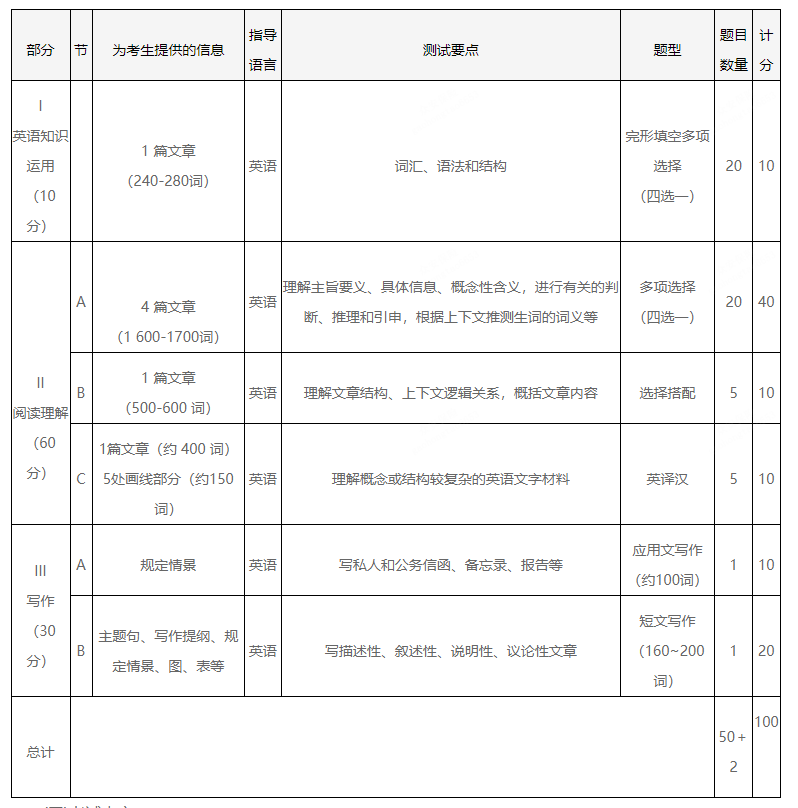 部分 节 为考生提供的信息 指导语言 测试要点 题型 题目数量 计分
I
英语知识
运用
（10
分）
1 篇文章
（240-280词）
英语
词汇、语法和结构
完形填空多项
选择
（四选一）
20
10
II
阅读理解
（60
分）
A
4 篇文章
（1 600-1700词）
英语
理解主旨要义、具体信息、概念性含义，进行有关的判
断、推理和引申，根据上下文推测生词的词义等
多项选择
（四选一）
20
40
B
1 篇文章
（500-600 词）
英语
理解文章结构、上下文逻辑关系，概括文章内容
选择搭配
5
10
C
1篇文章（约 400 词）
5处画线部分（约150
词）
英语
理解概念或结构较复杂的英语文字材料
英译汉
5
10
III
写作
（30
分）
A
规定情景
英语
写私人和公务信函、备忘录、报告等
应用文写作
（约100词）
1
10
B
主题句、写作提纲、规
定情景、图、表等
英语
写描述性、叙述性、说明性、议论性文章
短文写作
（160~200
词）
1
20
总计
50＋
2
100